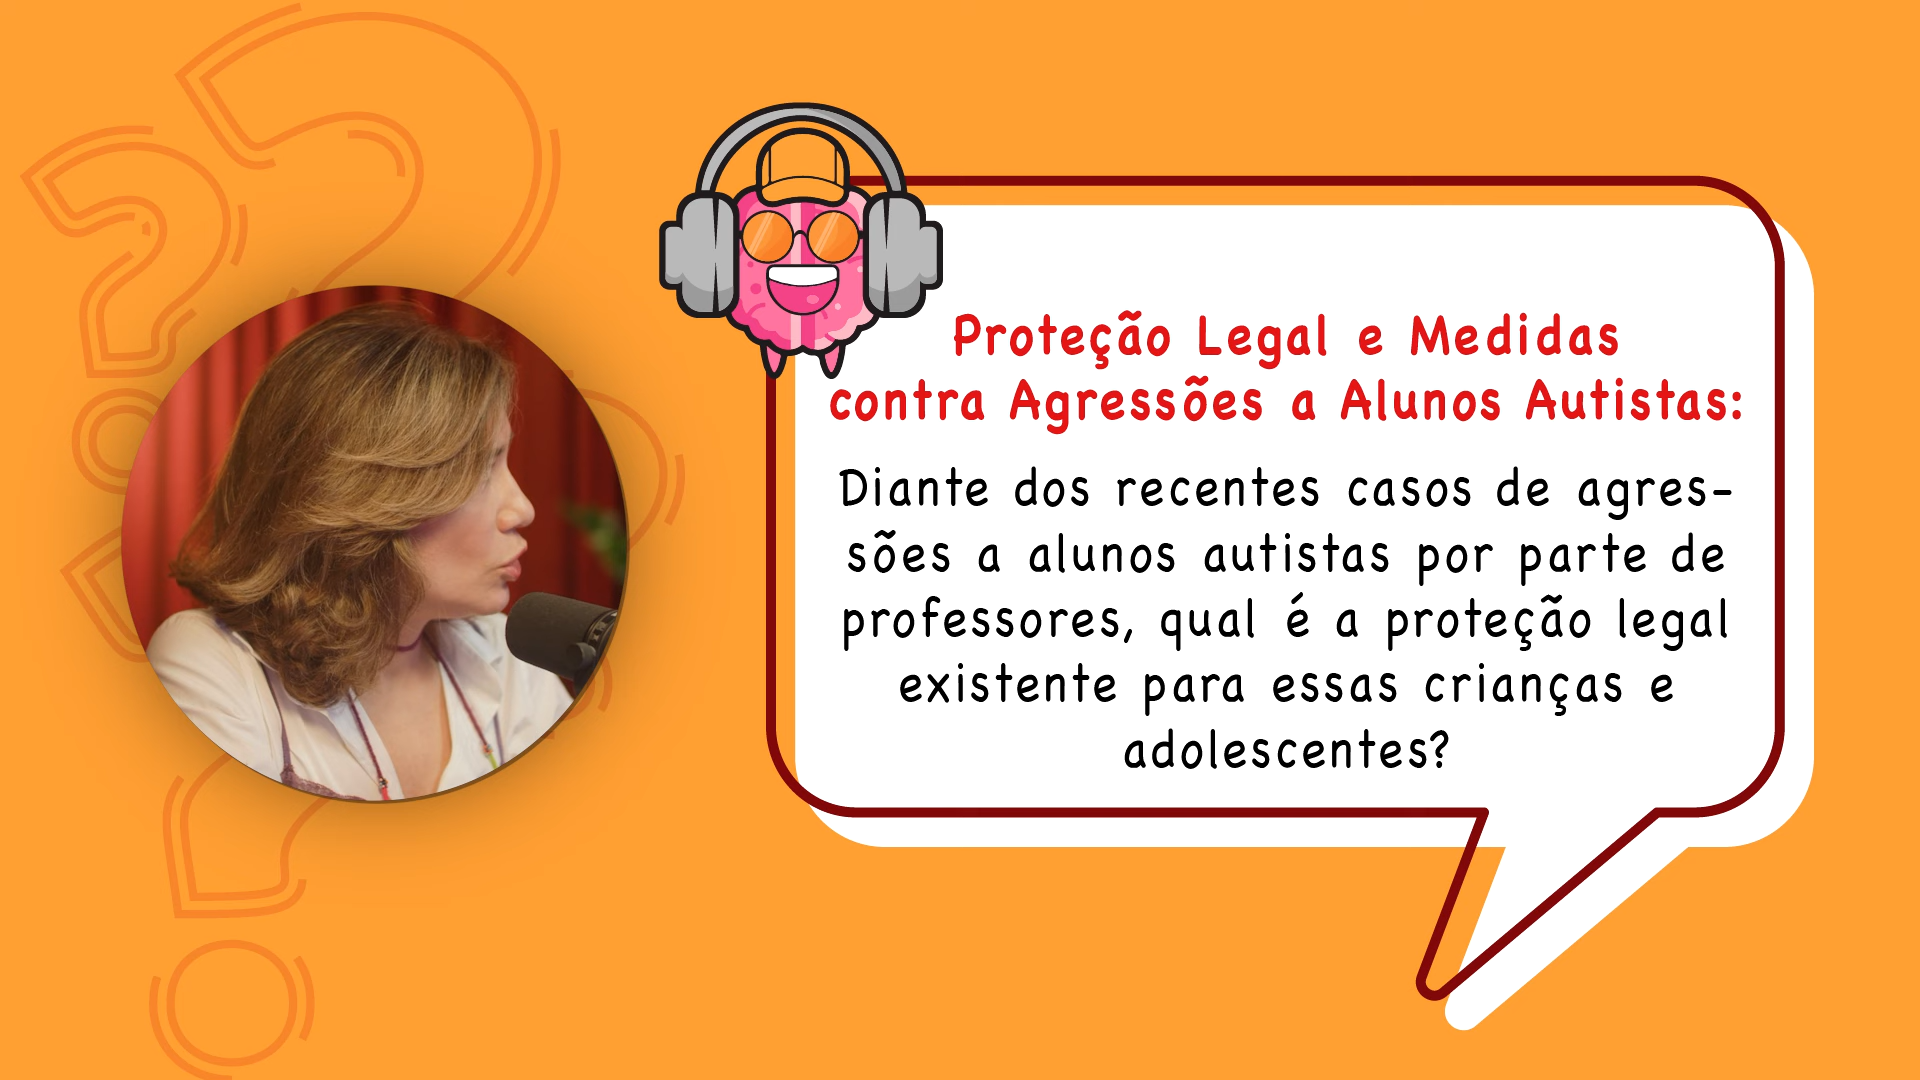 Proteção Legal e Medidas
contra Agressões a Alunos Autistas:
Diante dos recentes casos de agres-
sões a alunos autistas por parte de
professores, qual é a proteção legal
existente para essas crianças e
adolescentes?